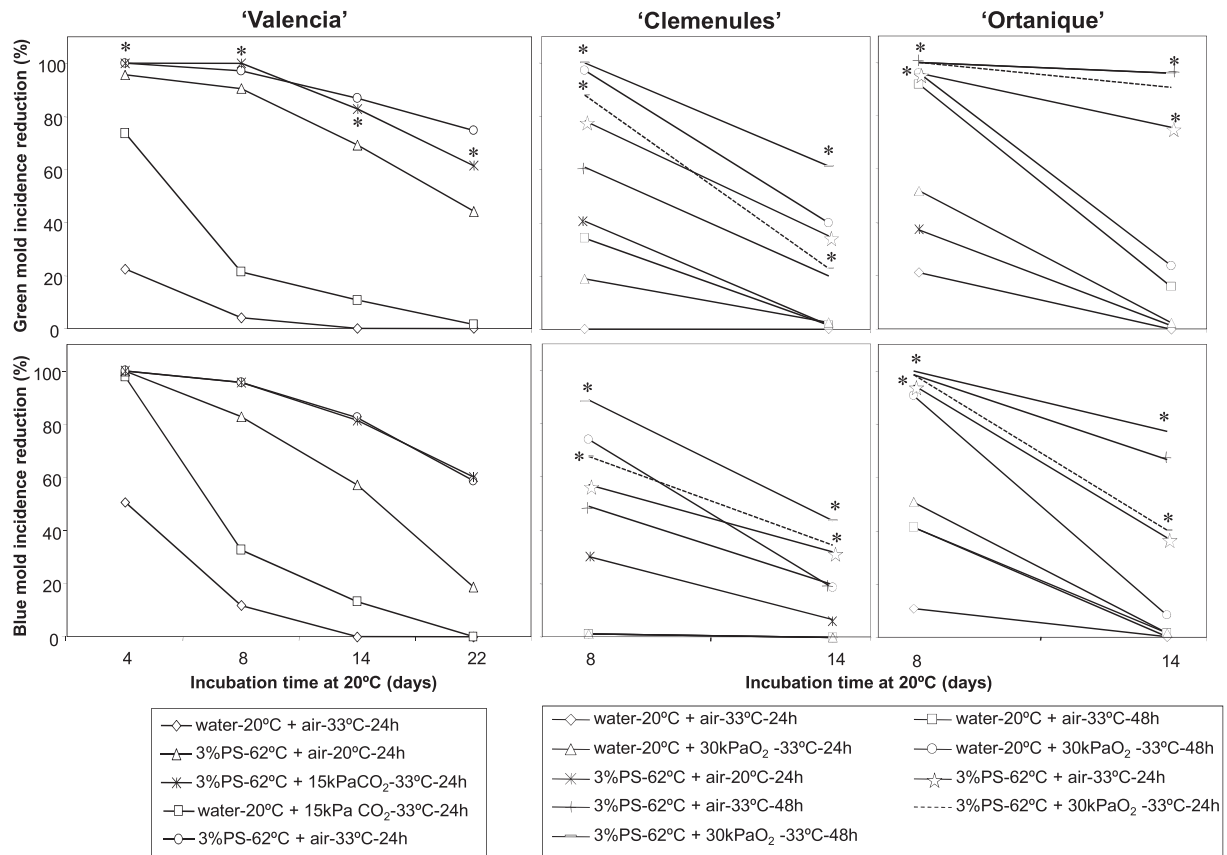 ‘Valencia’
‘Clemenules’
‘Ortanique’
Green mold incidence reduction (%)
100
80
60
40
20
0
* * * *
* * * *
* * * *
Blue mold incidence reduction (%)
100
80
60
40
20
0
* * * *
* * * *
4 8 14 22
8 14
8 14
Incubation time at 20ºC (days)
Incubation time at 20ºC (days)
water-20ºC + air-33ºC-24h
3%PS-62ºC + air-20ºC-24h
3%PS-62ºC + 15kPaCO₂-33ºC-24h
water-20ºC + 15kPa CO₂-33ºC-24h
3%PS-62ºC + air-33ºC-24h
water-20ºC + air-33ºC-24h
water-20ºC + 30kPaO₂ -33ºC-24h
3%PS-62ºC + air-20ºC-24h
3%PS-62ºC + air-33ºC-48h
3%PS-62ºC + 30kPaO₂ -33ºC-48h
water-20ºC + air-33ºC-48h
water-20ºC + 30kPaO₂ -33ºC-48h
3%PS-62ºC + air-33ºC-24h
3%PS-62ºC + 30kPaO₂ -33ºC-24h